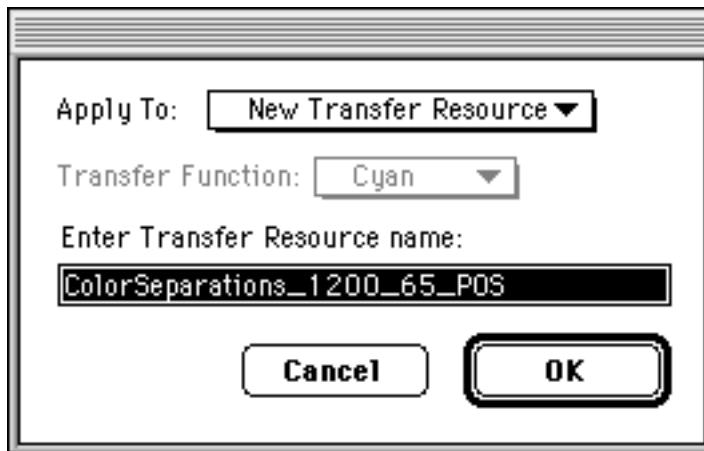 Apply To: New Transfer Resource
Transfer Function: Cyan
Enter Transfer Resource name:
ColorSeparations_1200_65_POS
Cancel OK